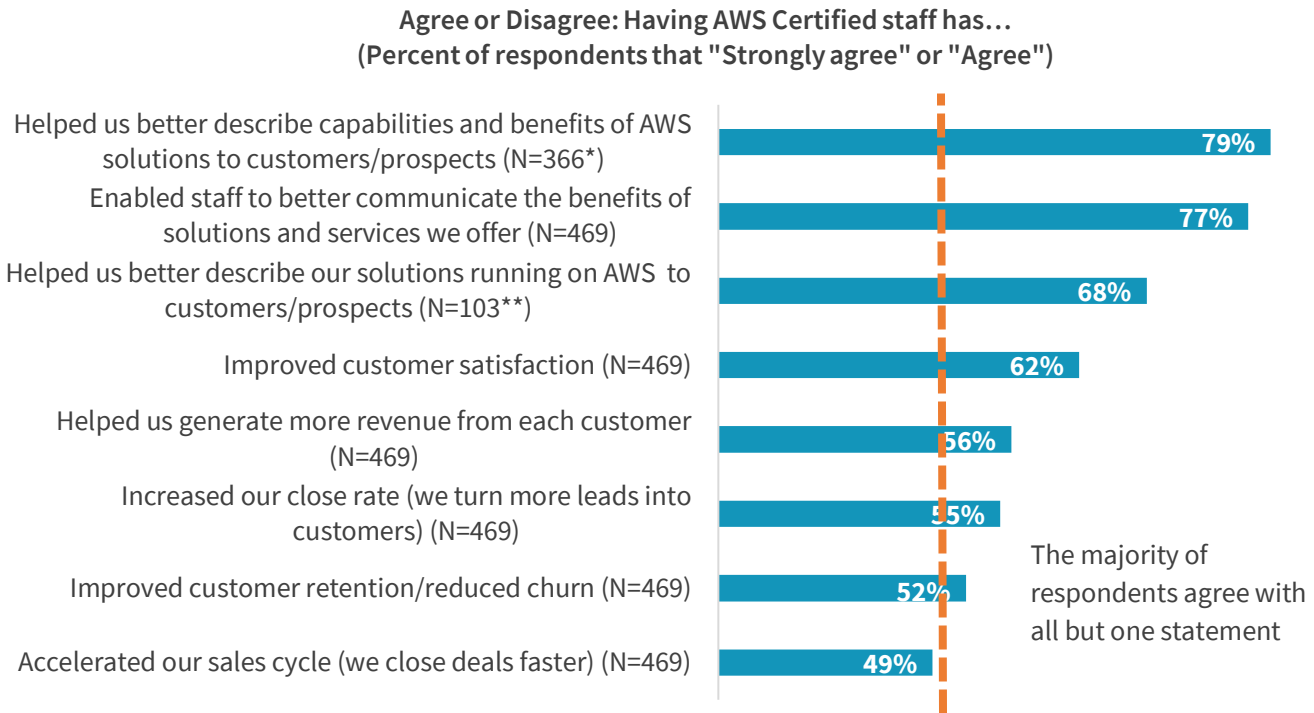 Agree or Disagree: Having AWS Certified staff has…
(Percent of respondents that "Strongly agree" or "Agree")
Helped us better describe capabilities and benefits of AWS
solutions to customers/prospects (N=366*)
79%
Enabled staff to better communicate the benefits of
solutions and services we offer (N=469)
77%
Helped us better describe our solutions running on AWS to
customers/prospects (N=103**)
68%
Improved customer satisfaction (N=469)
62%
Helped us generate more revenue from each customer
(N=469)
56%
Increased our close rate (we turn more leads into
customers) (N=469)
55%
Improved customer retention/reduced churn (N=469)
52%
Accelerated our sales cycle (we close deals faster) (N=469)
49%
The majority of
respondents agree with
all but one statement